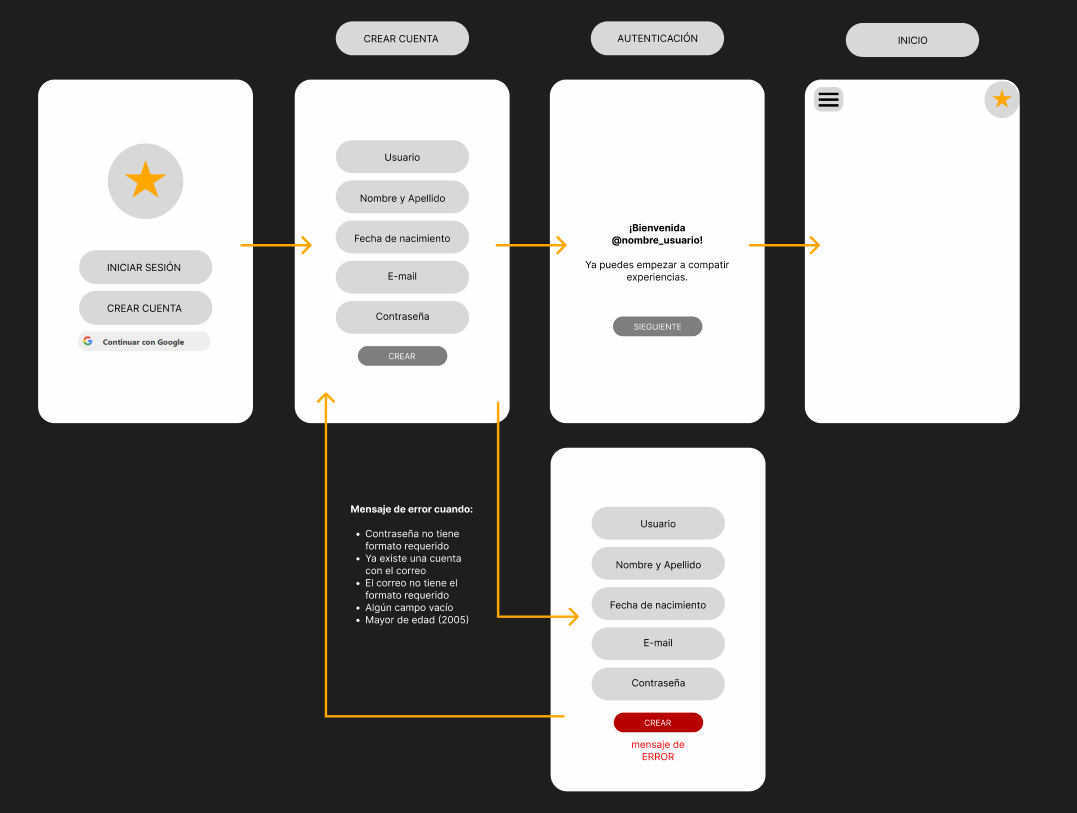 CREAR CUENTA
AUTENTICACIÓN
INICIO
INICIAR SESIÓN
CREAR CUENTA
Continuar con Google
Usuario
Nombre y Apellido
Fecha de nacimiento
E-mail
Contraseña
CREAR
¡Bienvenida
@nombre_usuario!
Ya puedes empezar a compatir
experiencias.
SIEGUIENTE
Mensaje de error cuando:
• Contraseña no tiene
formato requerido
• Ya existe una cuenta
con el correo
• El correo no tiene el
formato requerido
• Algún campo vacío
• Mayor de edad (2005)
Usuario
Nombre y Apellido
Fecha de nacimiento
E-mail
Contraseña
CREAR
mensaje de
ERROR